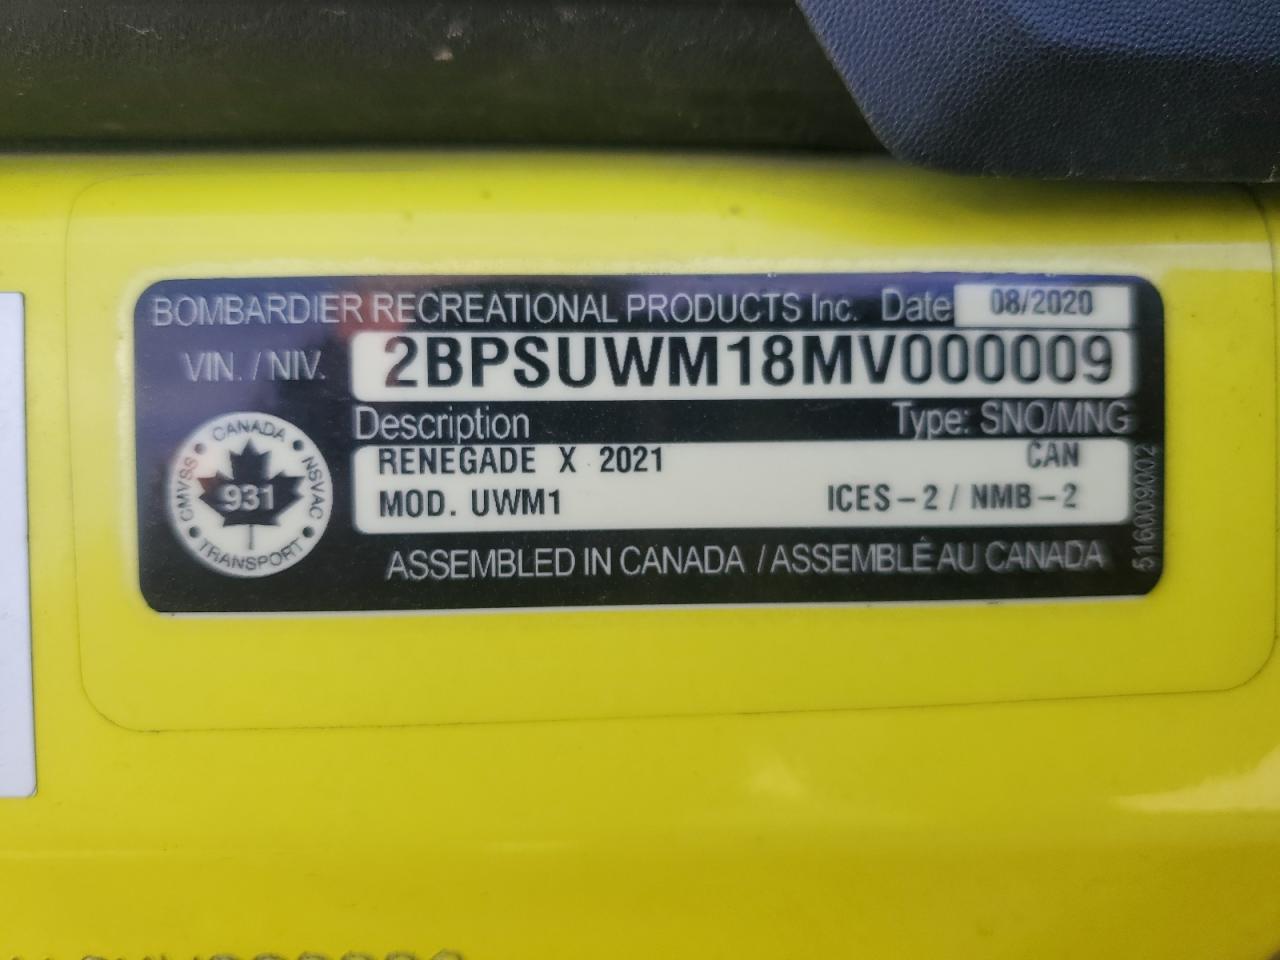 BOMBARDIER RECREATIONAL PRODUCTS Inc. Date 08/2020
VIN. / NIV. 2BPSUWM18MV000009
Description Type: SNO/MNG
RENEGADE X 2021 CAN
MOD. UWM1 ICES-2 / NMB-2
ASSEMBLED IN CANADA / ASSEMBLÉ AU CANADA
CANADA
CMVSS
NSVAC
931
TRANSPORT
516009002